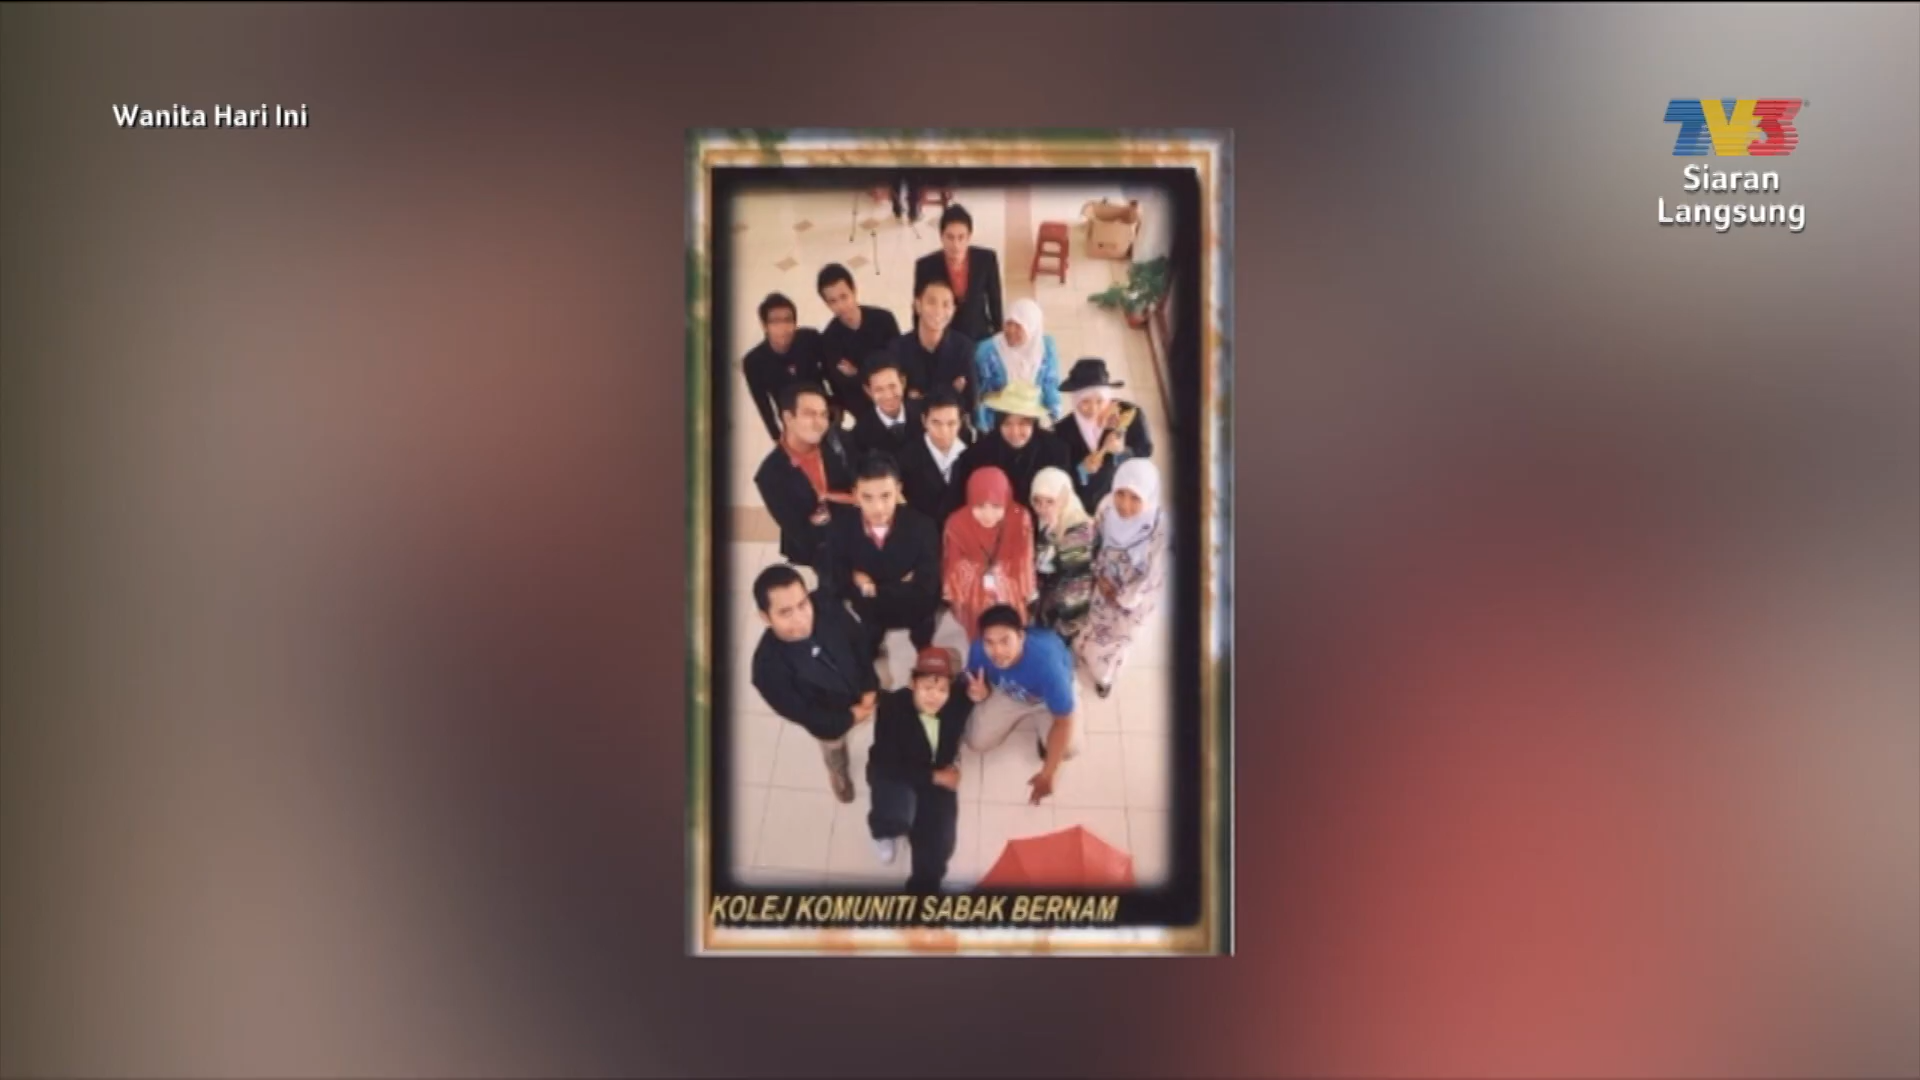 Wanita Hari Ini
TV3
Siaran
Langsung
KOLEJ KOMUNITI SABAK BERNAM